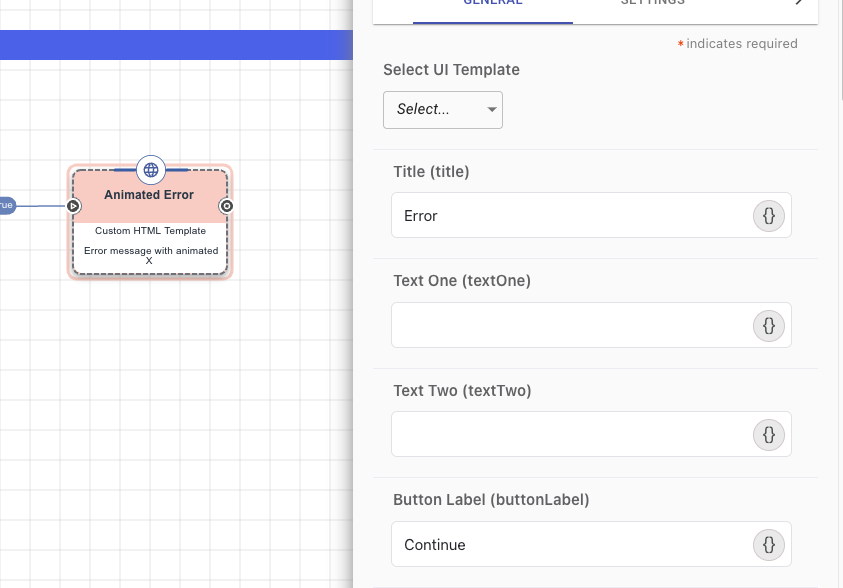 GENERAL
SETTINGS
*indicates required
Select UI Template
Select...
Title (title)
Error
{}
Text One (textOne)
{}
Text Two (textTwo)
{}
Button Label (buttonLabel)
Continue
{}
rue
Animated Error
Custom HTML Template
Error message with animated
X